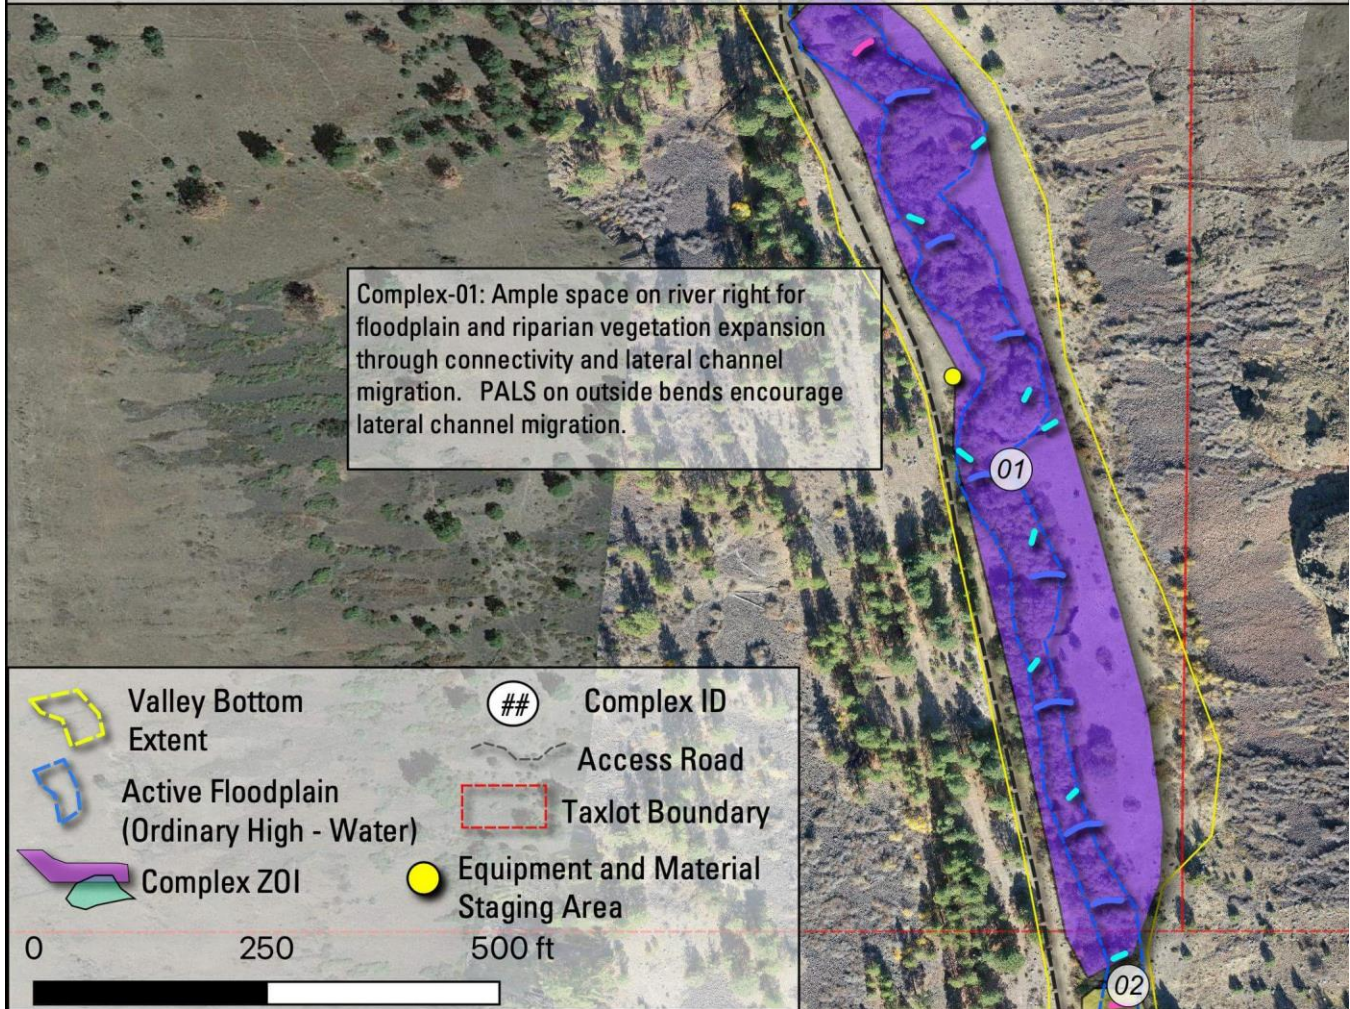 Complex-01: Ample space on river right for
floodplain and riparian vegetation expansion
through connectivity and lateral channel
migration. PALS on outside bends encourage
lateral channel migration.
01
02
Valley Bottom
Extent
Active Floodplain
(Ordinary High - Water)
Complex ZOI
## Complex ID
Access Road
Taxlot Boundary
Equipment and Material
Staging Area
0 250 500 ft